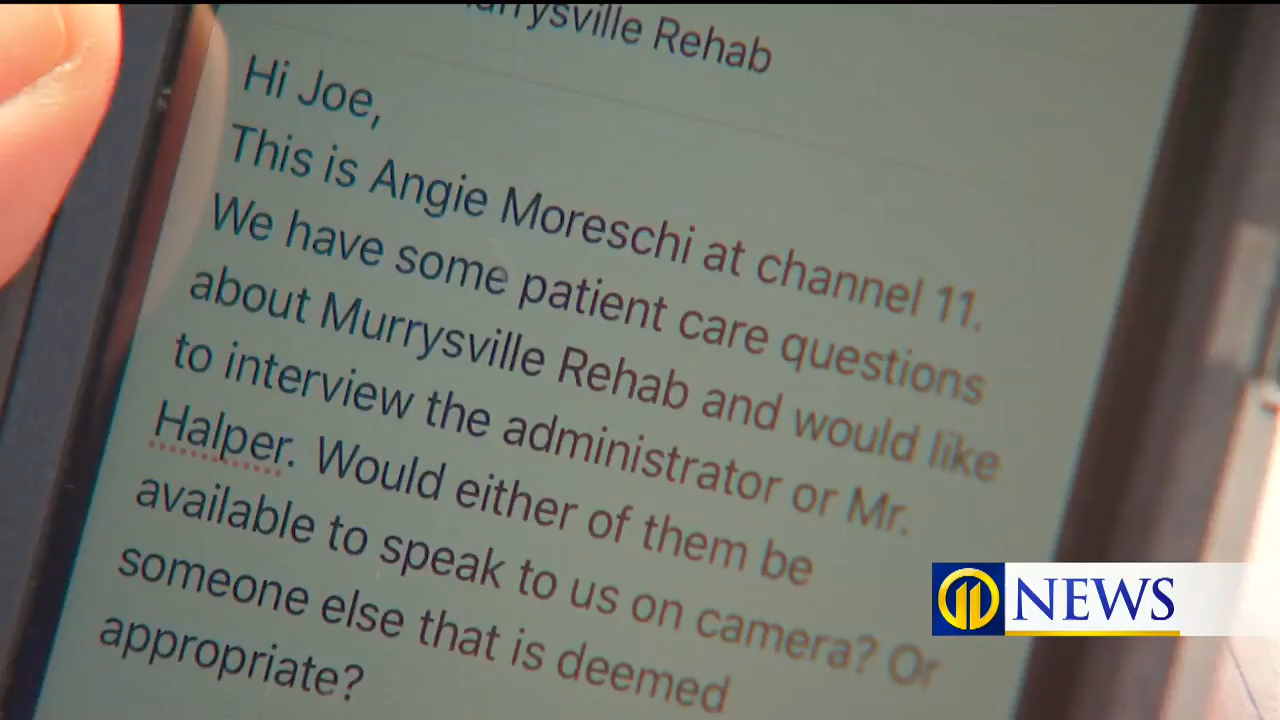 Murrysville Rehab
Hi Joe,
This is Angie Moreschi at channel 11.
We have some patient care questions
about Murrysville Rehab and would like
to interview the administrator or Mr.
Halper. Would either of them be
available to speak to us on camera? Or
someone else that is deemed
appropriate?
11 NEWS